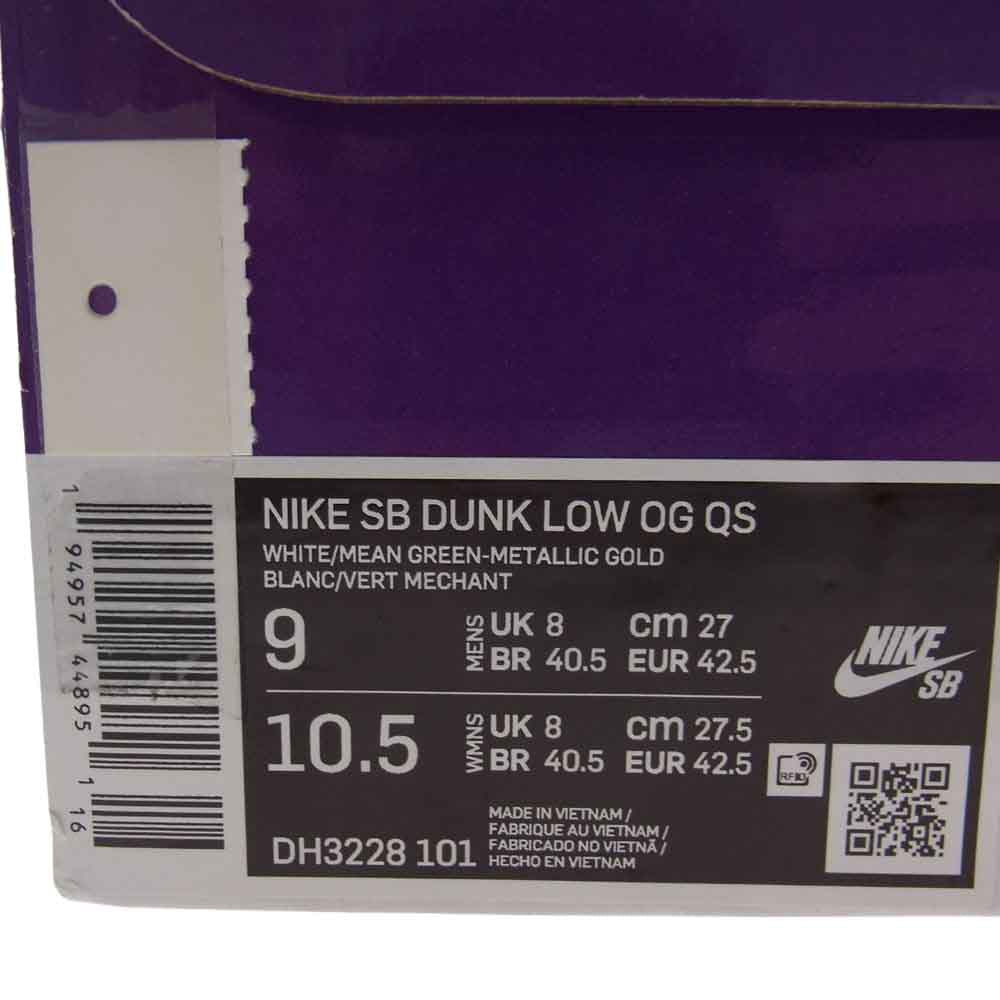 NIKE SB DUNK LOW OG QS
WHITE/MEAN GREEN-METALLIC GOLD
BLANC/VERT MECHANT
9 MENS UK 8 cm 27
BR 40.5 EUR 42.5
10.5 WMNS UK 8 cm 27.5
BR 40.5 EUR 42.5
NIKE
SB
RFID
MADE IN VIETNAM /
FABRIQUE AU VIETNAM /
FABRICADO NO VIETNÃ /
HECHO EN VIETNAM
DH3228 101
1 94957 44895 1 16